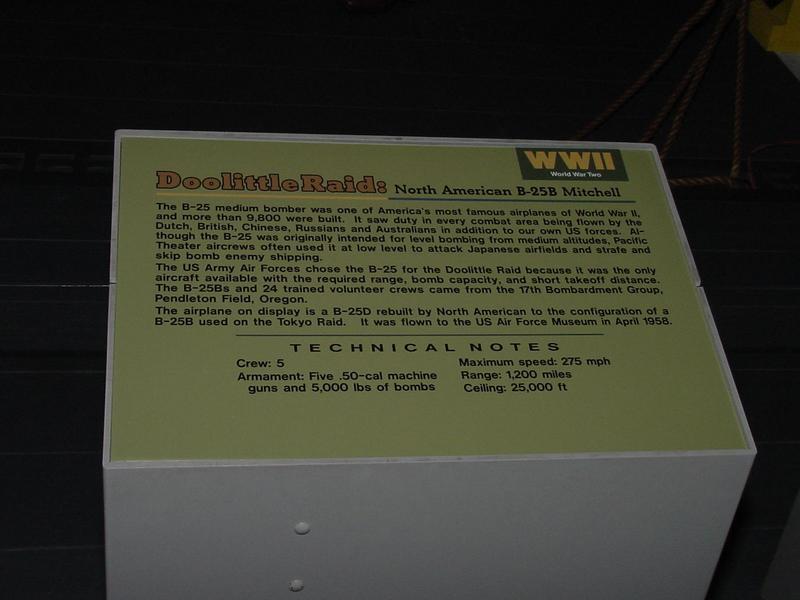 WWII
World War Two
Doolittle Raid: North American B-25B Mitchell
The B-25 medium bomber was one of America's most famous airplanes of World War II,
and more than 9,800 were built. It saw duty in every combat area being flown by the
Dutch, British, Chinese, Russians and Australians in addition to our own US forces. Al-
though the B-25 was originally intended for level bombing from medium altitudes, Pacific
Theater aircrews often used it at low level to attack Japanese airfields and strafe and
skip bomb enemy shipping.
The US Army Air Forces chose the B-25 for the Doolittle Raid because it was the only
aircraft available with the required range, bomb capacity, and short takeoff distance.
The B-25Bs and 24 trained volunteer crews came from the 17th Bombardment Group,
Pendleton Field, Oregon.
The airplane on display is a B-25D rebuilt by North American to the configuration of a
B-25B used on the Tokyo Raid. It was flown to the US Air Force Museum in April 1958.
TECHNICAL NOTES
Crew: 5
Armament: Five .50-cal machine
guns and 5,000 lbs of bombs
Maximum speed: 275 mph
Range: 1,200 miles
Ceiling: 25,000 ft